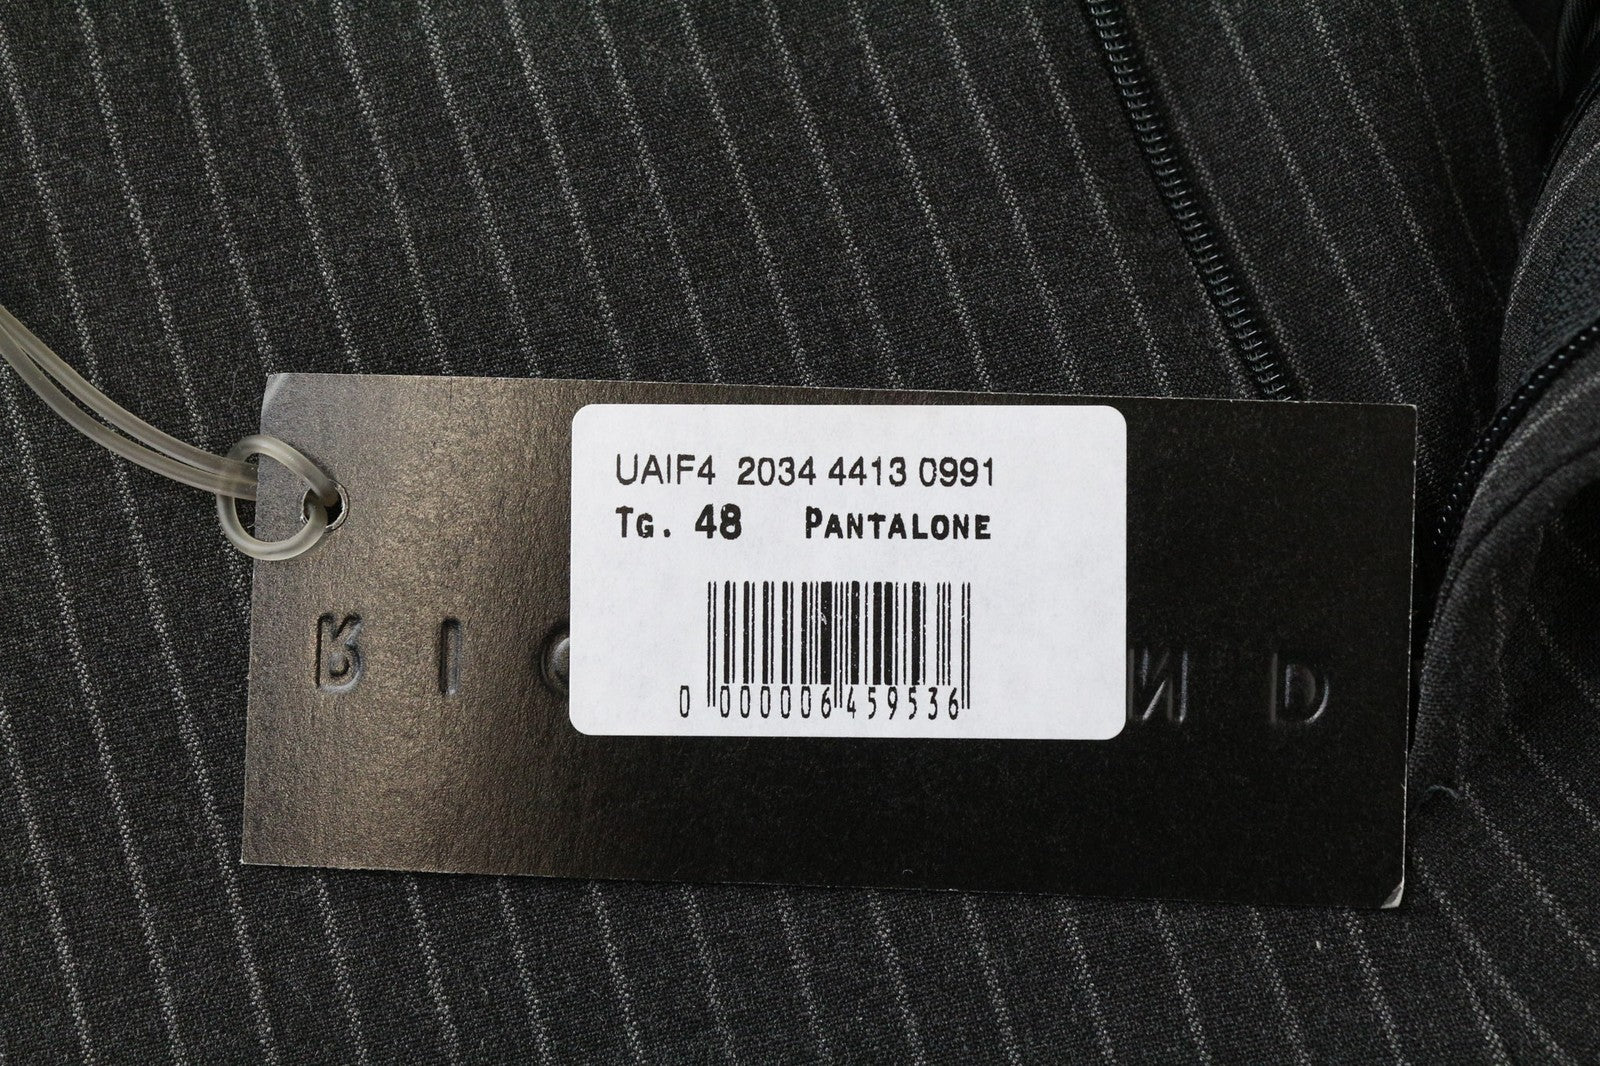 UAIF4 2034 4413 0991
TG. 48 PANTALONE
0 000006 459536